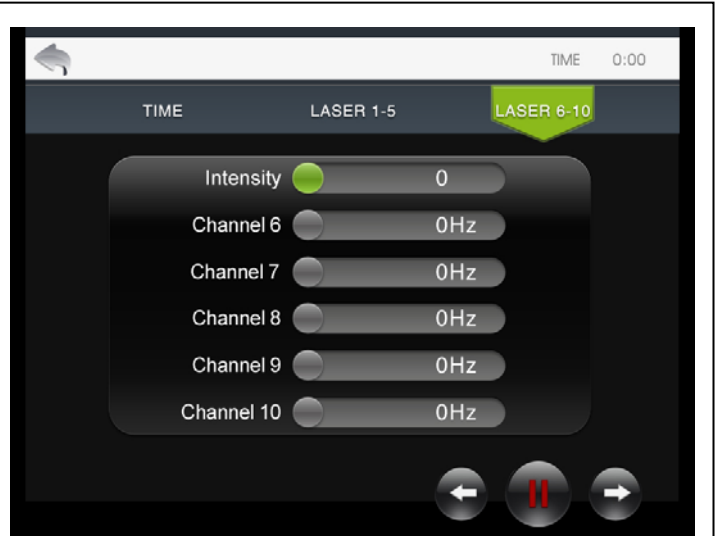 TIME 0:00
TIME LASER 1-5 LASER 6-10
Intensity 0
Channel 6 0Hz
Channel 7 0Hz
Channel 8 0Hz
Channel 9 0Hz
Channel 10 0Hz